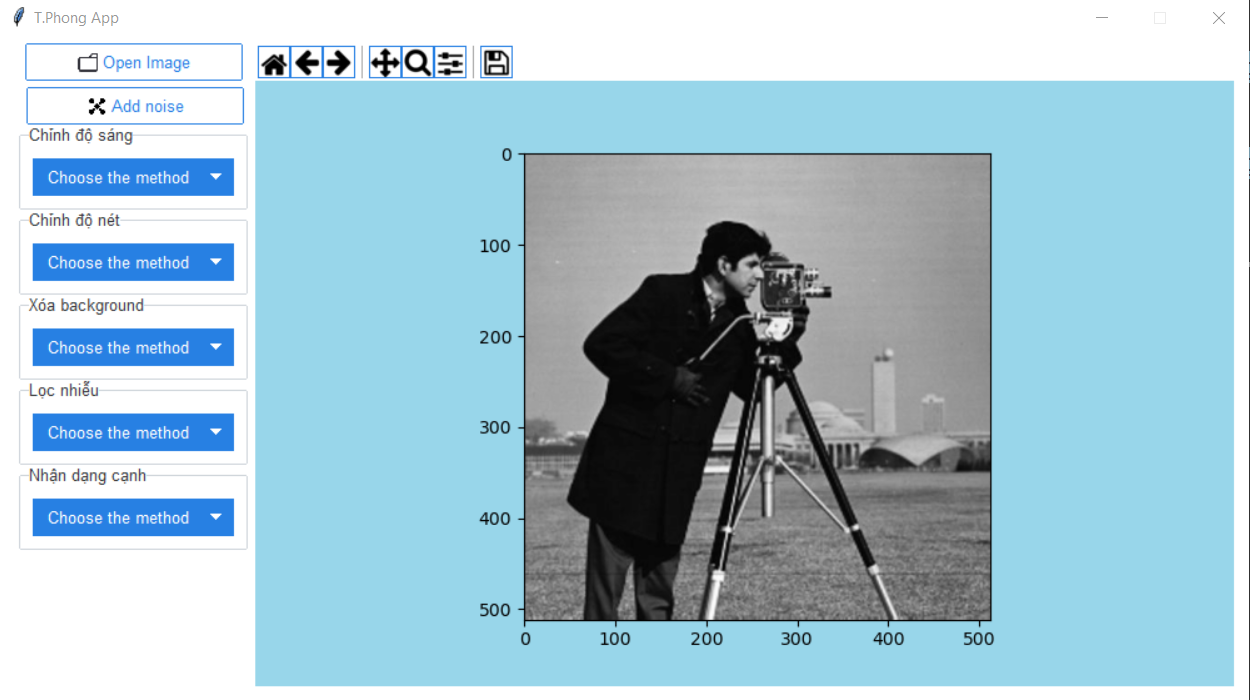 T.Phong App
Open Image
Add noise
Chỉnh độ sáng
Choose the method
Chỉnh độ nét
Choose the method
Xóa background
Choose the method
Lọc nhiễu
Choose the method
Nhận dạng cạnh
Choose the method
0
100
200
300
400
500
0 100 200 300 400 500